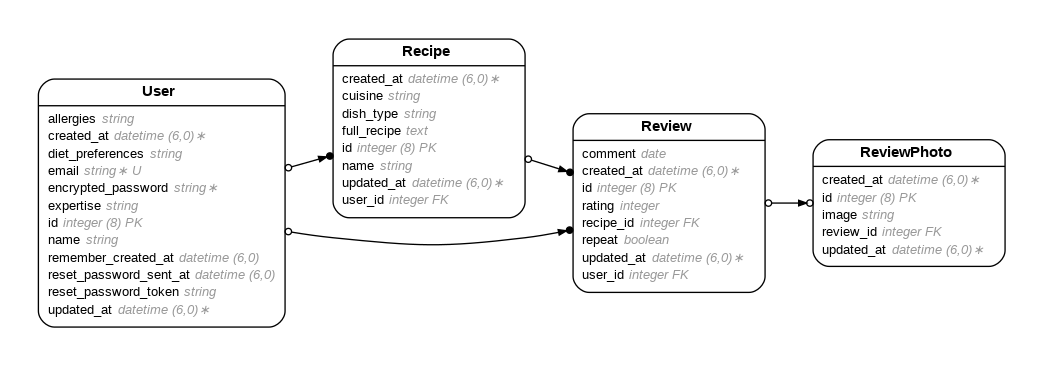 User
allergies string
created_at datetime (6,0)∗
diet_preferences string
email string∗ U
encrypted_password string∗
expertise string
id integer (8) PK
name string
remember_created_at datetime (6,0)
reset_password_sent_at datetime (6,0)
reset_password_token string
updated_at datetime (6,0)∗
Recipe
created_at datetime (6,0)∗
cuisine string
dish_type string
full_recipe text
id integer (8) PK
name string
updated_at datetime (6,0)∗
user_id integer FK
Review
comment date
created_at datetime (6,0)∗
id integer (8) PK
rating integer
recipe_id integer FK
repeat boolean
updated_at datetime (6,0)∗
user_id integer FK
ReviewPhoto
created_at datetime (6,0)∗
id integer (8) PK
image string
review_id integer FK
updated_at datetime (6,0)∗